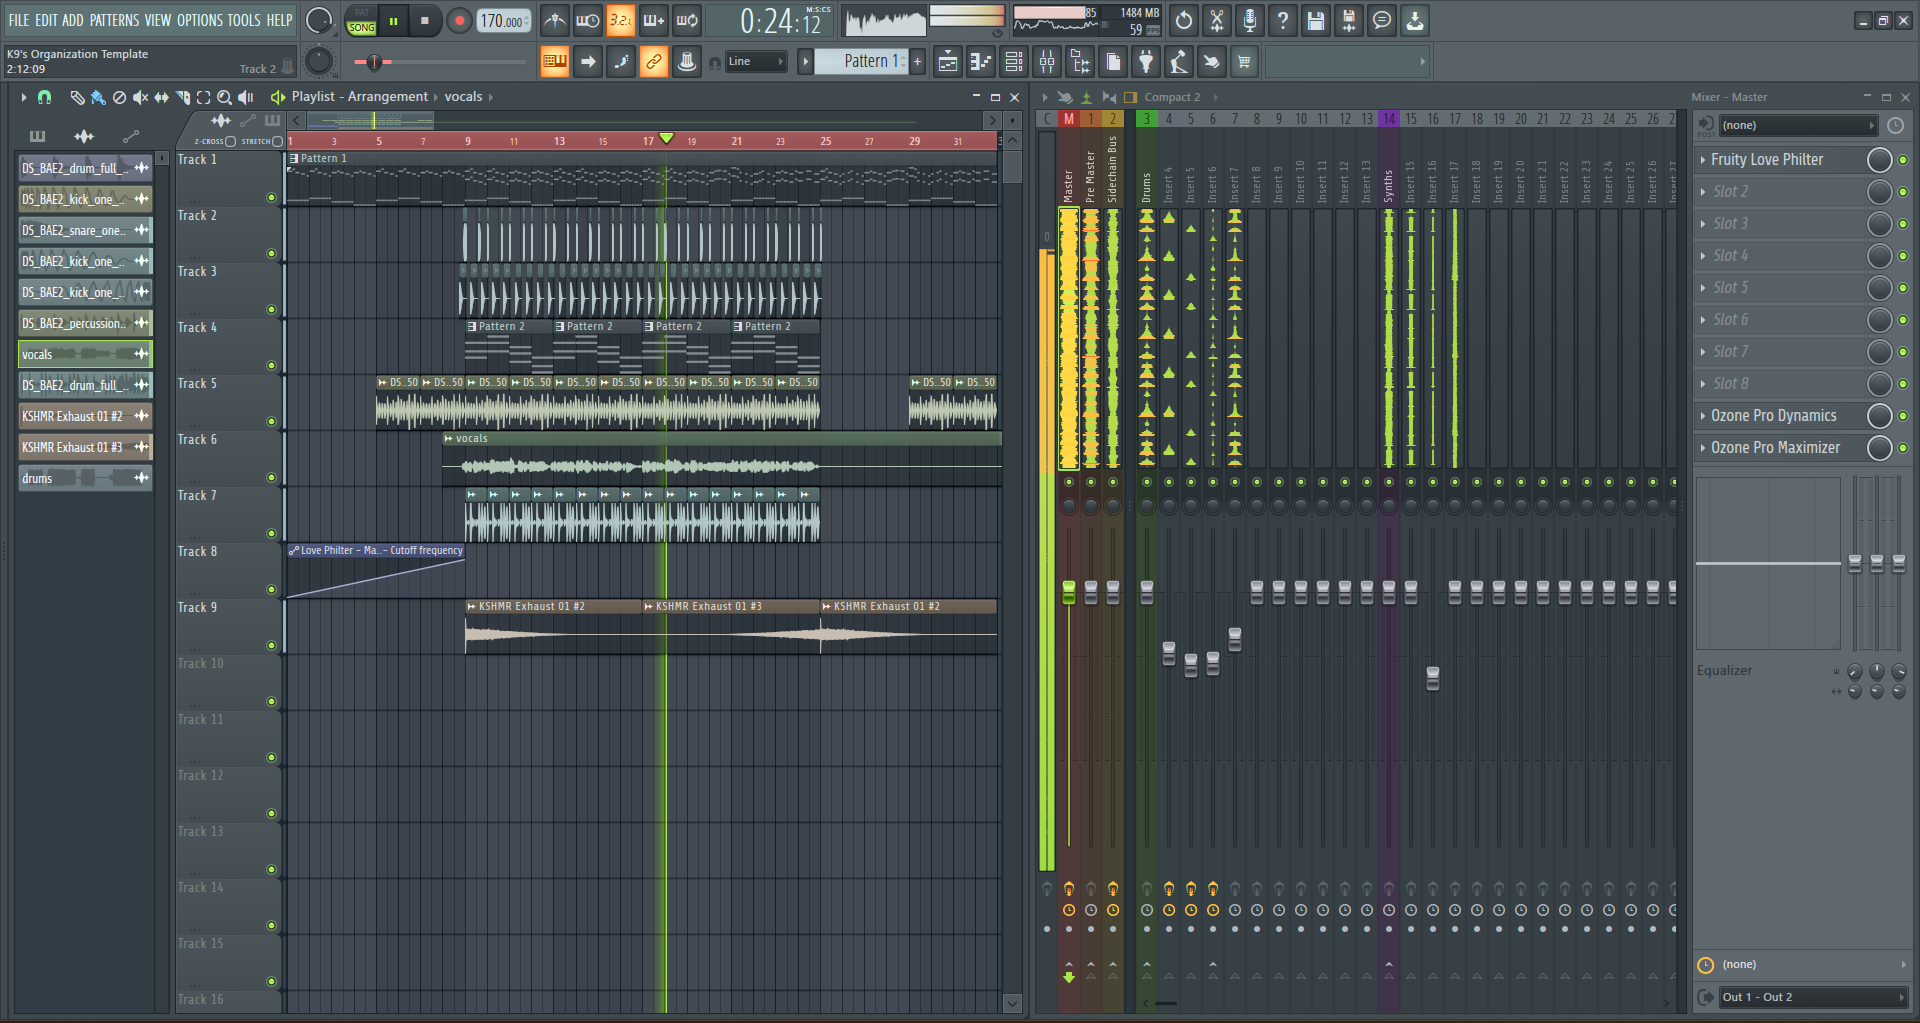 FILE EDIT ADD PATTERNS VIEW OPTIONS TOOLS HELP
PAT
SONG
170.000
3.2.
0:24:12
M:S:CS
85
1484 MB
59
K9's Organization Template
2:12:09
Track 2
Line
Pattern 1
Playlist - Arrangement vocals
Z-CROSS
STRETCH
1 3 5 7 9 11 13 15 17 19 21 23 25 27 29 31
DS_BAE2_drum_full_..
DS_BAE2_kick_one_..
DS_BAE2_snare_one..
DS_BAE2_kick_one_..
DS_BAE2_kick_one_..
DS_BAE2_percussion..
vocals
DS_BAE2_drum_full_..
KSHMR Exhaust 01 #2
KSHMR Exhaust 01 #3
drums
Track 1
Pattern 1
Track 2
Track 3
Track 4
Pattern 2 Pattern 2 Pattern 2 Pattern 2
Track 5
DS..50 DS..50 DS..50 DS..50 DS..50 DS..50 DS..50 DS..50 DS..50 DS..50 DS..50 DS..50
Track 6
vocals
Track 7
Track 8
Love Philter - Ma..- Cutoff frequency
Track 9
KSHMR Exhaust 01 #2 KSHMR Exhaust 01 #3 KSHMR Exhaust 01 #2
Track 10
Track 11
Track 12
Track 13
Track 14
Track 15
Track 16
Compact 2
C M 1 2 3 4 5 6 7 8 9 10 11 12 13 14 15 16 17 18 19 20 21 22 23 24 25 26
0
Master
Pre Master
Sidechain Bus
Drums
Insert 4
Insert 5
Insert 6
Insert 7
Insert 8
Insert 9
Insert 10
Insert 11
Insert 12
Insert 13
Synths
Insert 15
Insert 16
Insert 17
Insert 18
Insert 19
Insert 20
Insert 21
Insert 22
Insert 23
Insert 24
Insert 25
Insert 26
Mixer - Master
POST
(none)
Fruity Love Philter
Slot 2
Slot 3
Slot 4
Slot 5
Slot 6
Slot 7
Slot 8
Ozone Pro Dynamics
Ozone Pro Maximizer
Equalizer
(none)
Out 1 - Out 2